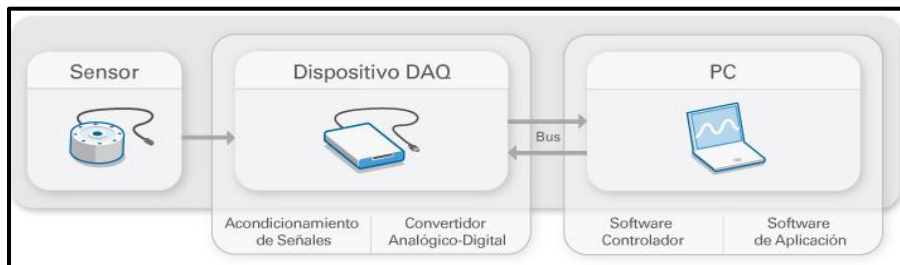 Sensor
Dispositivo DAQ
PC
Bus
Acondicionamiento
de Señales
Convertidor
Analógico-Digital
Software
Controlador
Software
de Aplicación